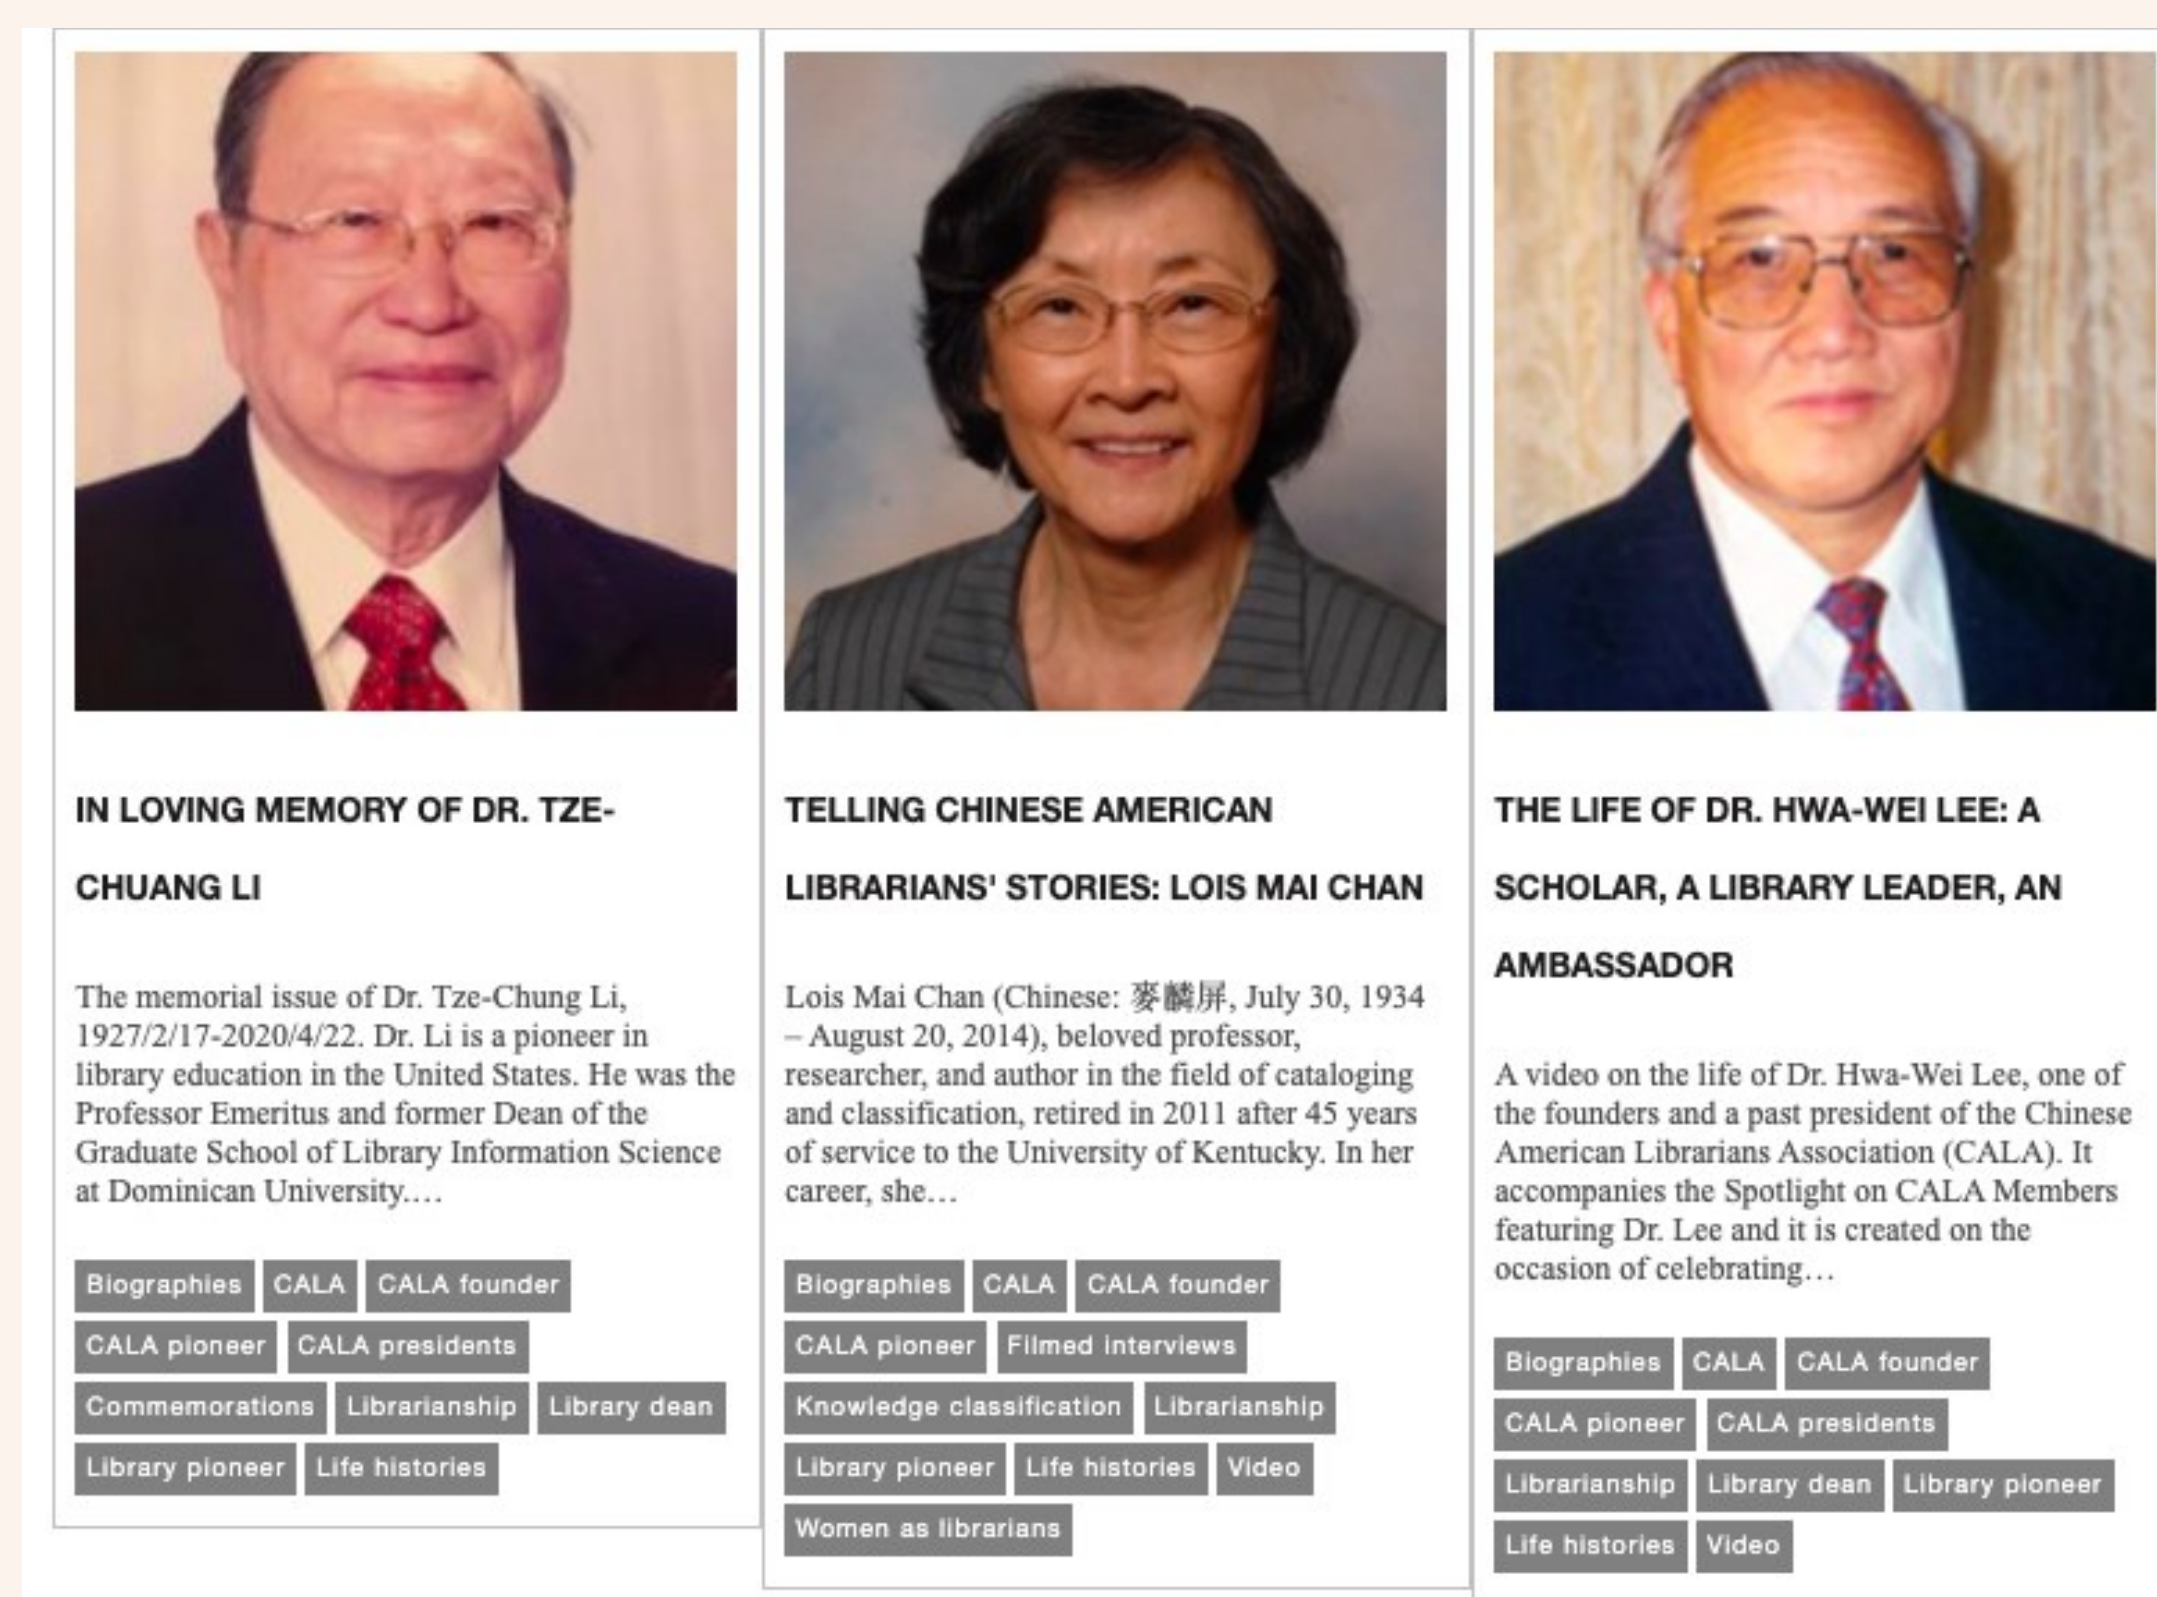 IN LOVING MEMORY OF DR. TZE-
CHUANG LI
The memorial issue of Dr. Tze-Chung Li,
1927/2/17-2020/4/22. Dr. Li is a pioneer in
library education in the United States. He was the
Professor Emeritus and former Dean of the
Graduate School of Library Information Science
at Dominican University.…
Biographies CALA CALA founder
CALA pioneer CALA presidents
Commemorations Librarianship Library dean
Library pioneer Life histories
TELLING CHINESE AMERICAN
LIBRARIANS' STORIES: LOIS MAI CHAN
Lois Mai Chan (Chinese: 麥麟屏, July 30, 1934
– August 20, 2014), beloved professor,
researcher, and author in the field of cataloging
and classification, retired in 2011 after 45 years
of service to the University of Kentucky. In her
career, she…
Biographies CALA CALA founder
CALA pioneer Filmed interviews
Knowledge classification Librarianship
Library pioneer Life histories Video
Women as librarians
THE LIFE OF DR. HWA-WEI LEE: A
SCHOLAR, A LIBRARY LEADER, AN
AMBASSADOR
A video on the life of Dr. Hwa-Wei Lee, one of
the founders and a past president of the Chinese
American Librarians Association (CALA). It
accompanies the Spotlight on CALA Members
featuring Dr. Lee and it is created on the
occasion of celebrating…
Biographies CALA CALA founder
CALA pioneer CALA presidents
Librarianship Library dean Library pioneer
Life histories Video